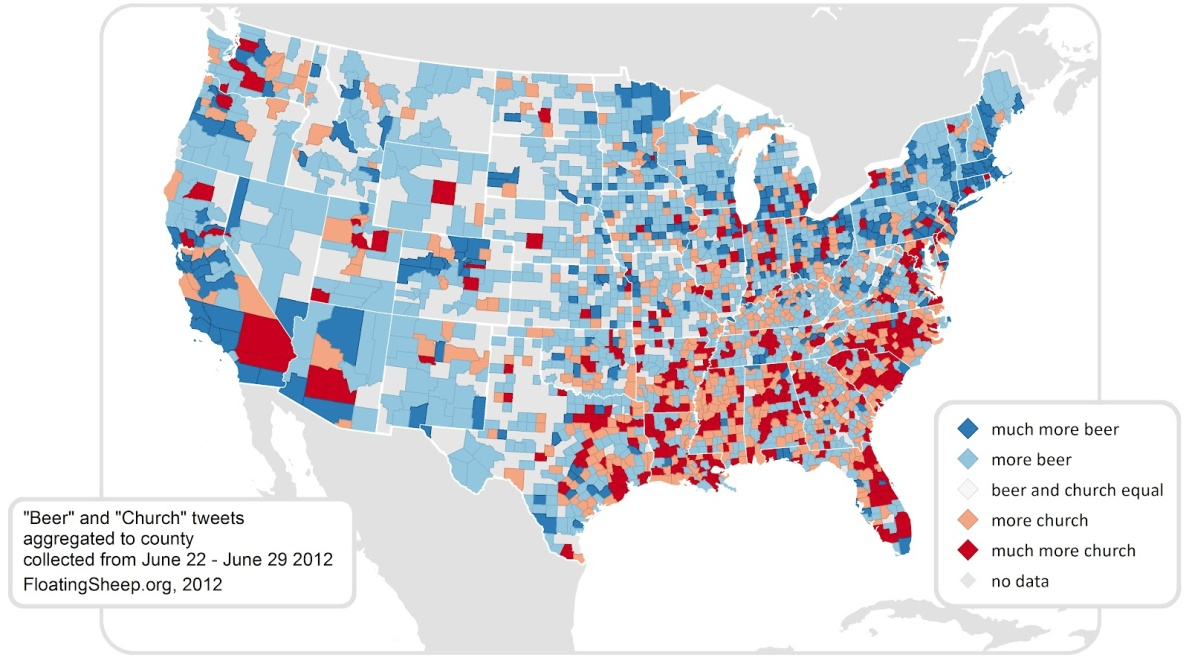 much more beer
more beer
beer and church equal
more church
much more church
no data
"Beer" and "Church" tweets
aggregated to county
collected from June 22 - June 29 2012
FloatingSheep.org, 2012